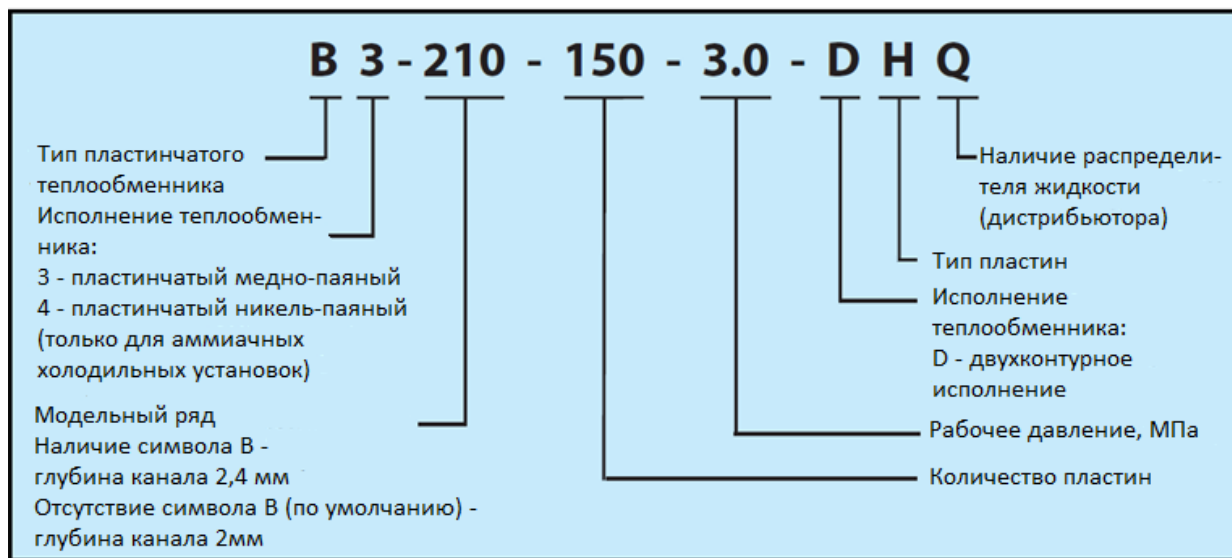 B 3 - 210 - 150 - 3.0 - D H Q
Тип пластинчатого
теплообменника
Исполнение теплообмен-
ника:
3 - пластинчатый медно-паяный
4 - пластинчатый никель-паяный
(только для аммиачных
холодильных установок)
Модельный ряд
Наличие символа В -
глубина канала 2,4 мм
Отсутствие символа В (по умолчанию) -
глубина канала 2мм
Наличие распредели-
теля жидкости
(дистрибьютора)
Тип пластин
Исполнение
теплообменника:
D - двухконтурное
исполнение
Рабочее давление, МПа
Количество пластин